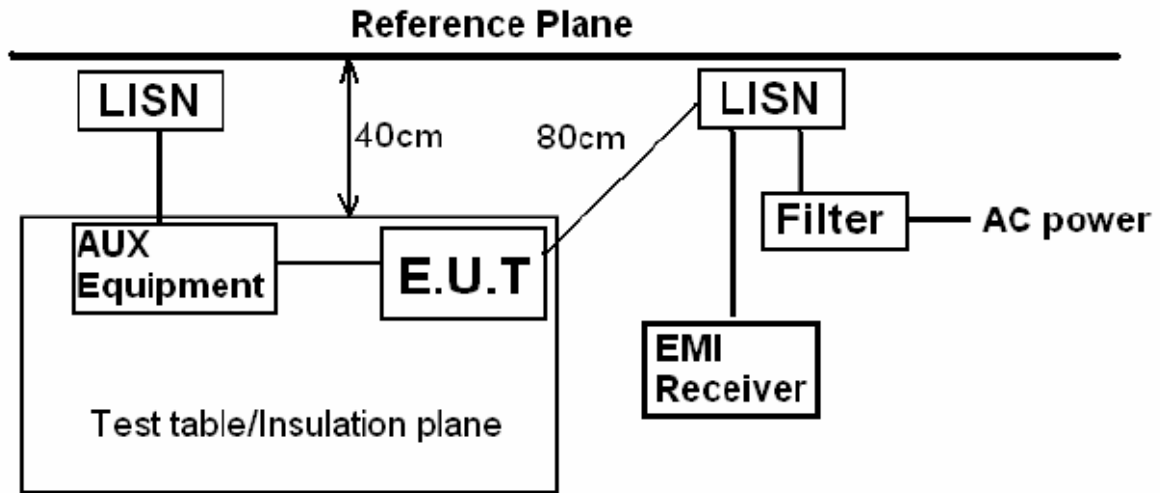 Reference Plane
LISN
LISN
40cm
80cm
Filter
AC power
AUX
Equipment
E.U.T
EMI
Receiver
Test table/Insulation plane